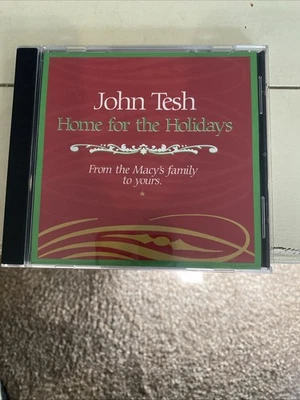 John Tesh
Home for the Holidays
From the Macy's family
to yours.